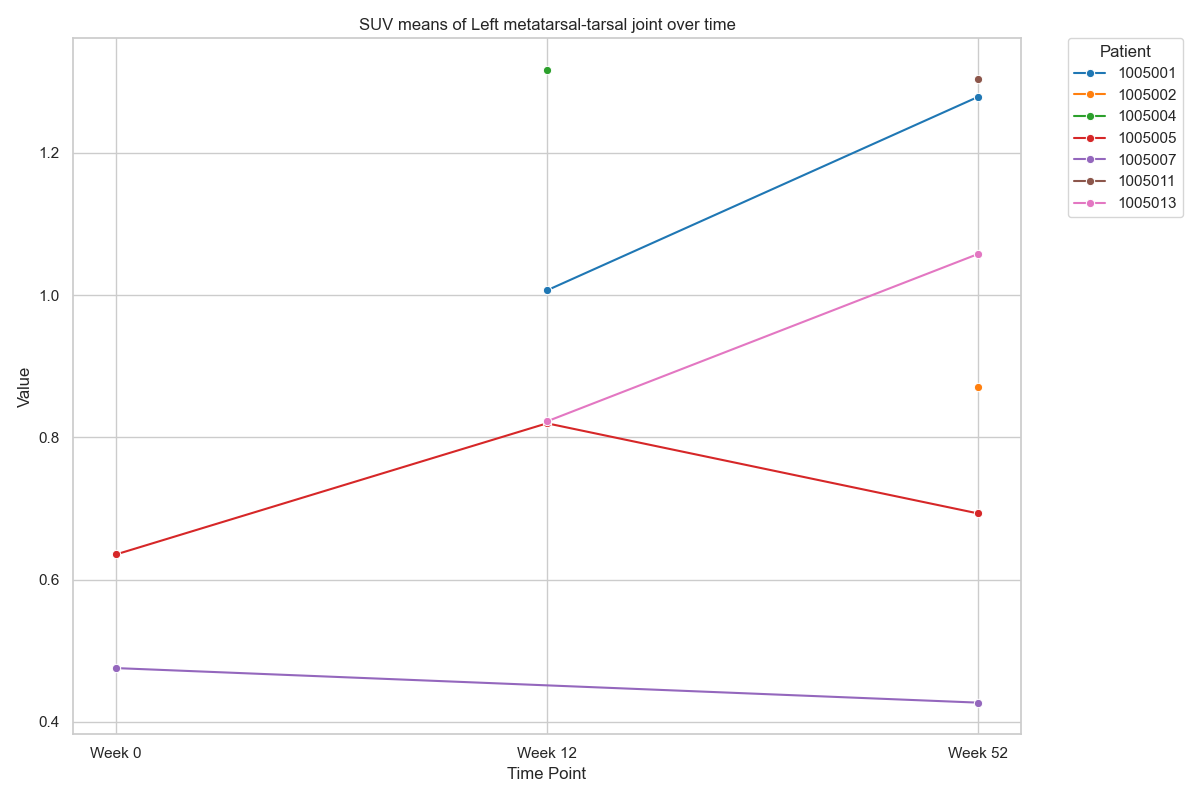 SUV means of Left metatarsal-tarsal joint over time
Patient
1005001
1005002
1005004
1005005
1005007
1005011
1005013
Value
1.2
1.0
0.8
0.6
0.4
Week 0
Week 12
Week 52
Time Point